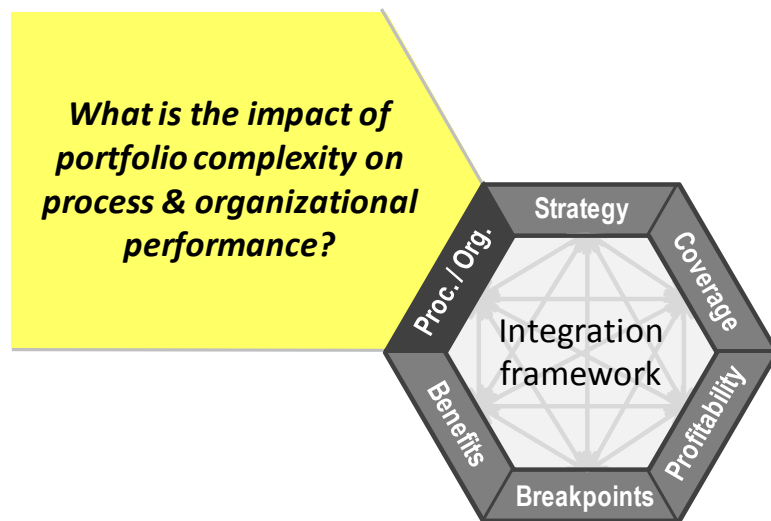 What is the impact of
portfolio complexity on
process & organizational
performance?
Strategy
Proc. / Org.
Coverage
Integration
framework
Benefits
Profitability
Breakpoints